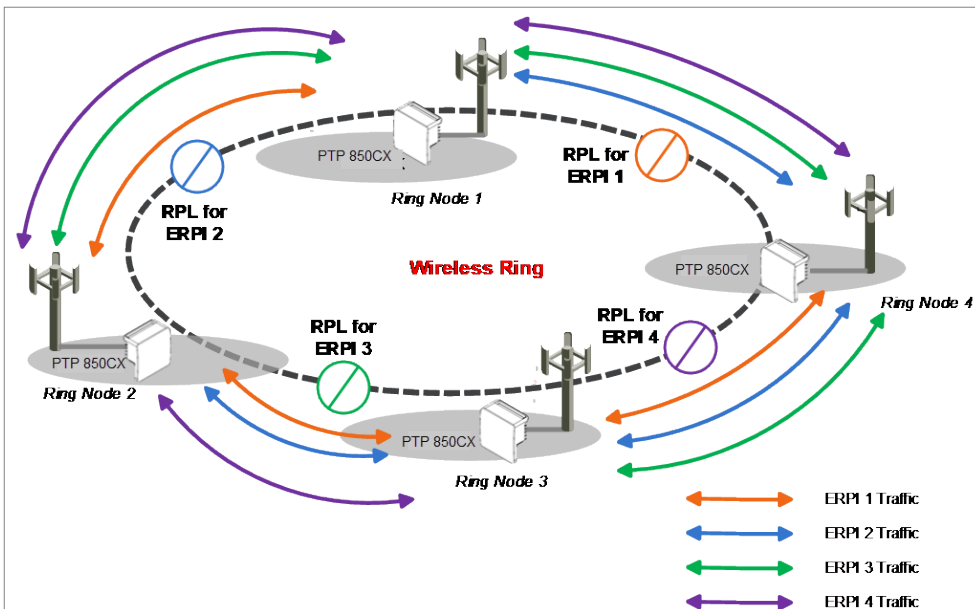 PTP 850CX
Ring Node 1
RPL for
ERPI 1
RPL for
ERPI 2
Wireless Ring
PTP 850CX
Ring Node 4
RPL for
ERPI 3
RPL for
ERPI 4
PTP 850CX
Ring Node 2
PTP 850CX
Ring Node 3
ERPI 1 Traffic
ERPI 2 Traffic
ERPI 3 Traffic
ERPI 4 Traffic